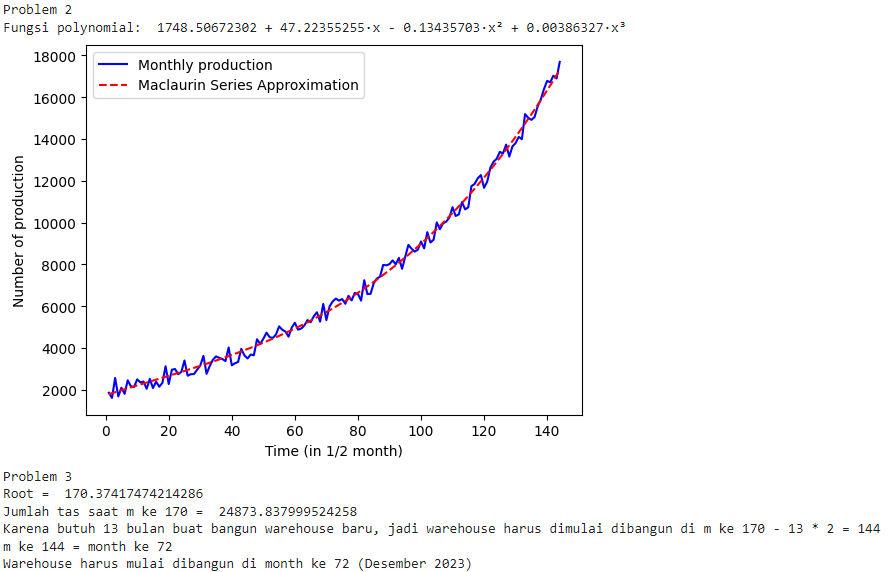 Problem 2
Fungsi polynomial:  1748.50672302 + 47.22355255·x - 0.13435703·x² + 0.00386327·x³
Monthly production
Maclaurin Series Approximation
18000
16000
14000
12000
10000
8000
6000
4000
2000
Number of production
0 20 40 60 80 100 120 140
Time (in 1/2 month)
Problem 3
Root =  170.37417474214286
Jumlah tas saat m ke 170 =  24873.837999524258
Karena butuh 13 bulan buat bangun warehouse baru, jadi warehouse harus dimulai dibangun di m ke 170 - 13 * 2 = 144
m ke 144 = month ke 72
Warehouse harus mulai dibangun di month ke 72 (Desember 2023)